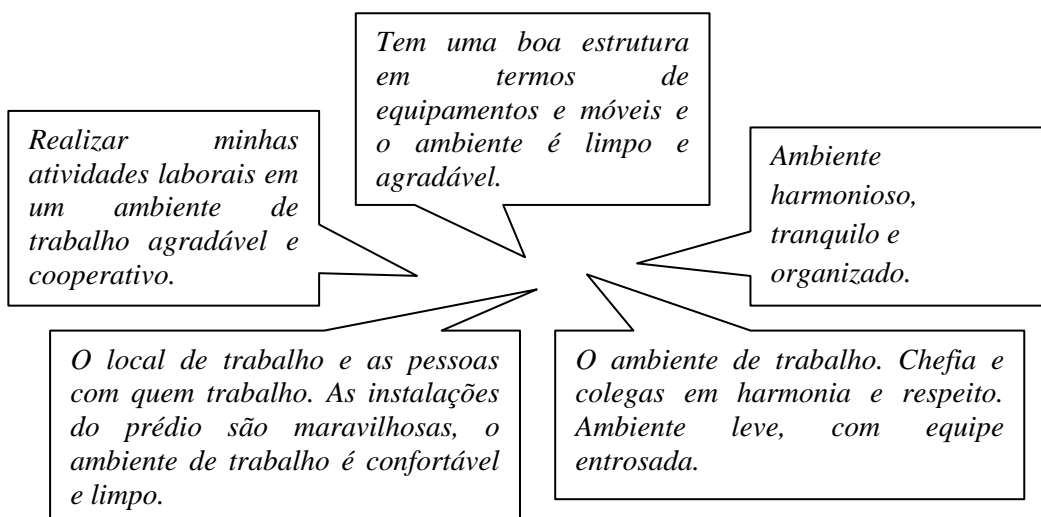 Tem uma boa estrutura
em termos de
equipamentos e móveis e
o ambiente é limpo e
agradável.
Realizar minhas
atividades laborais em
um ambiente de
trabalho agradável e
cooperativo.
Ambiente
harmonioso,
tranquilo e
organizado.
O local de trabalho e as pessoas
com quem trabalho. As instalações
do prédio são maravilhosas, o
ambiente de trabalho é confortável
e limpo.
O ambiente de trabalho. Chefia e
colegas em harmonia e respeito.
Ambiente leve, com equipe
entrosada.